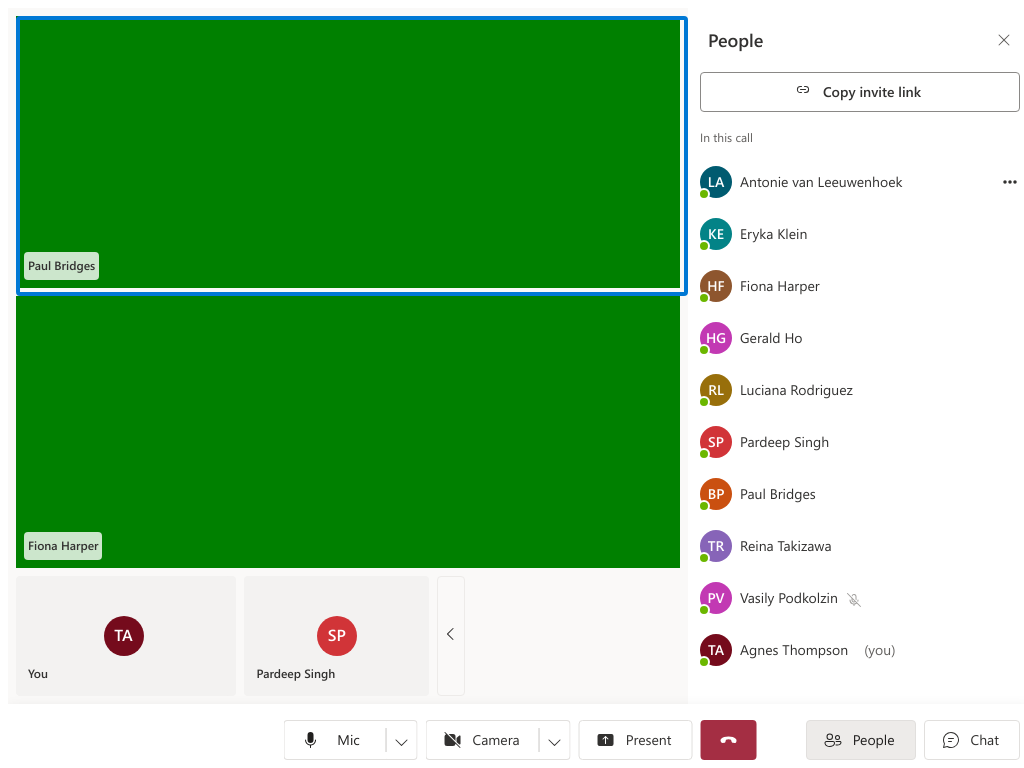 Paul Bridges
Fiona Harper
TA
You
SP
Pardeep Singh
People
Copy invite link
In this call
LA Antonie van Leeuwenhoek
KE Eryka Klein
HF Fiona Harper
HG Gerald Ho
RL Luciana Rodriguez
SP Pardeep Singh
BP Paul Bridges
TR Reina Takizawa
PV Vasily Podkolzin
TA Agnes Thompson (you)
Mic Camera Present People Chat